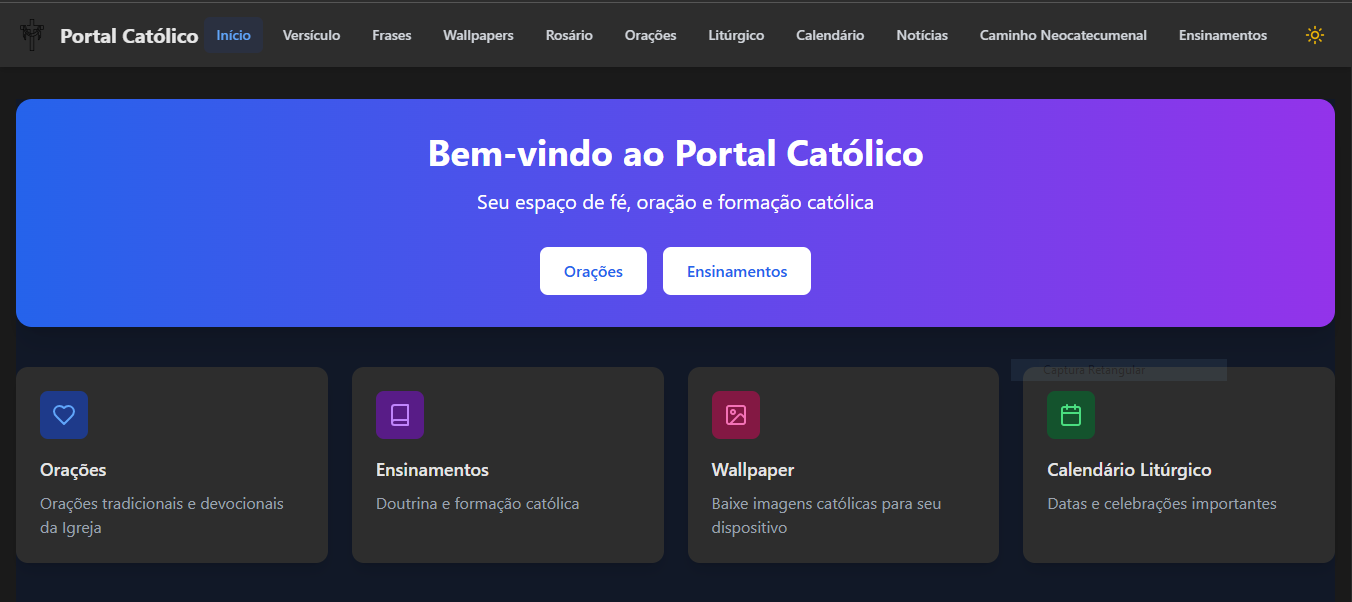 Portal Católico Início Versículo Frases Wallpapers Rosário Orações Litúrgico Calendário Notícias Caminho Neocatecumenal Ensinamentos
Bem-vindo ao Portal Católico
Seu espaço de fé, oração e formação católica
Orações Ensinamentos
Captura Retangular
Orações
Orações tradicionais e devocionais
da Igreja
Ensinamentos
Doutrina e formação católica
Wallpaper
Baixe imagens católicas para seu
dispositivo
Calendário Litúrgico
Datas e celebrações importantes